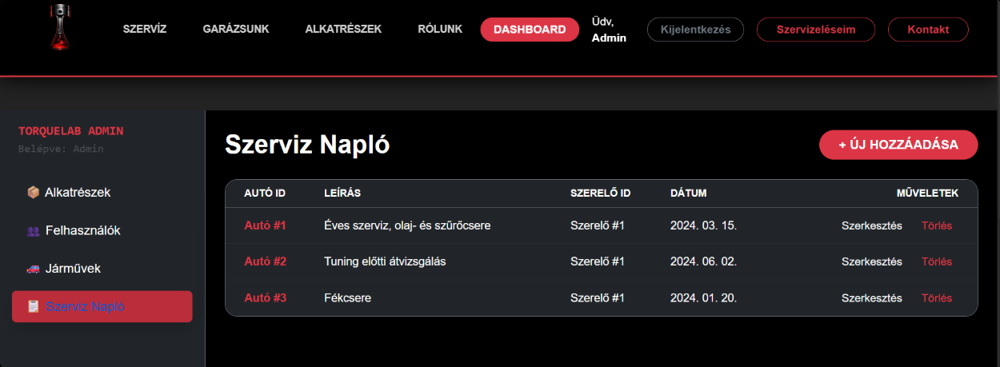 SZERVÍZ GARÁZSUNK ALKATRÉSZEK RÓLUNK DASHBOARD Üdv,
Admin Kijelentkezés Szervizeléseim Kontakt
TORQUELAB ADMIN
Belépve: Admin
Alkatrészek
Felhasználók
Járművek
Szerviz Napló
Szerviz Napló + ÚJ HOZZÁADÁSA
AUTÓ ID LEÍRÁS SZERELŐ ID DÁTUM MŰVELETEK
Autó #1 Éves szerviz, olaj- és szűrőcsere Szerelő #1 2024. 03. 15. Szerkesztés Törlés
Autó #2 Tuning előtti átvizsgálás Szerelő #1 2024. 06. 02. Szerkesztés Törlés
Autó #3 Fékcsere Szerelő #1 2024. 01. 20. Szerkesztés Törlés